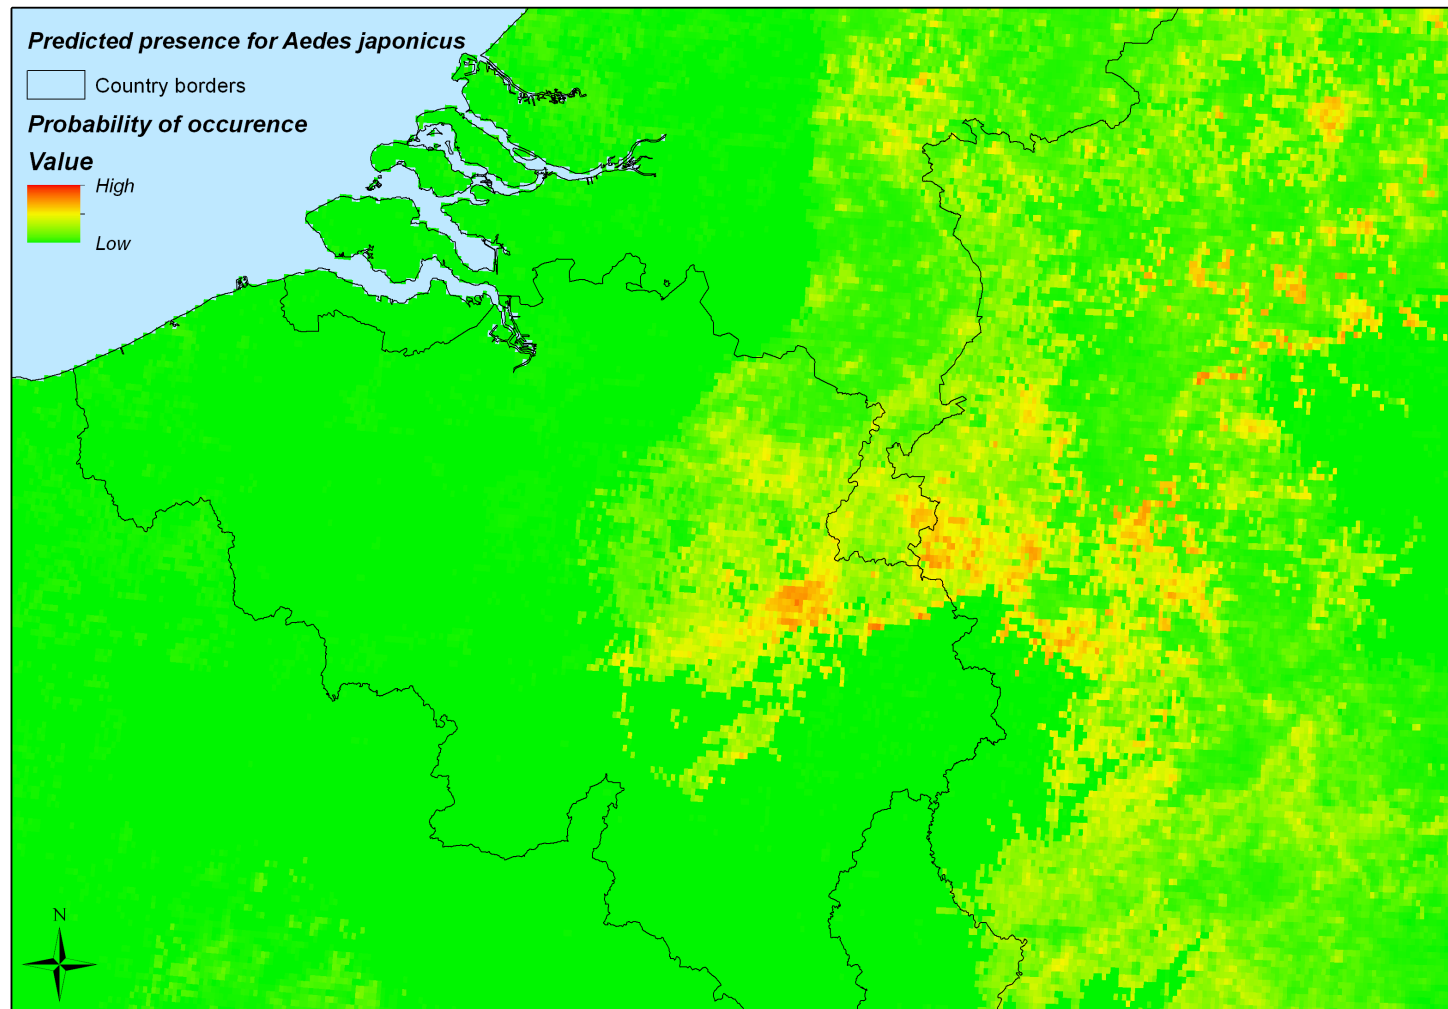 Predicted presence for Aedes japonicus
Country borders
Probability of occurence
Value
High
Low
N